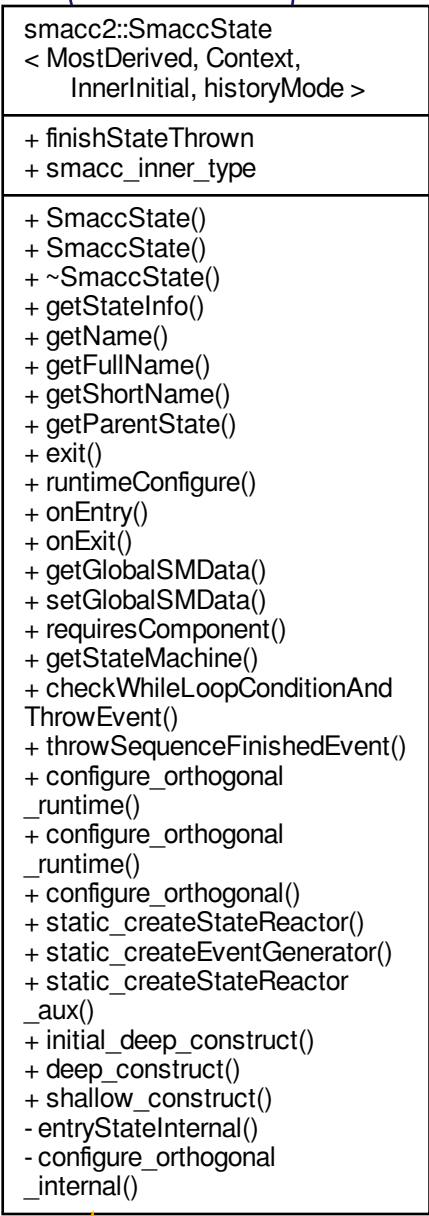 smacc2::SmaccState
< MostDerived, Context,
InnerInitial, historyMode >
+ finishStateThrown
+ smacc_inner_type
+ SmaccState()
+ SmaccState()
+ ~SmaccState()
+ getStateInfo()
+ getName()
+ getFullName()
+ getShortName()
+ getParentState()
+ exit()
+ runtimeConfigure()
+ onEntry()
+ onExit()
+ getGlobalSMData()
+ setGlobalSMData()
+ requiresComponent()
+ getStateMachine()
+ checkWhileLoopConditionAnd
ThrowEvent()
+ throwSequenceFinishedEvent()
+ configure_orthogonal
_runtime()
+ configure_orthogonal
_runtime()
+ configure_orthogonal()
+ static_createStateReactor()
+ static_createEventGenerator()
+ static_createStateReactor
_aux()
+ initial_deep_construct()
+ deep_construct()
+ shallow_construct()
- entryStateInternal()
- configure_orthogonal
_internal()